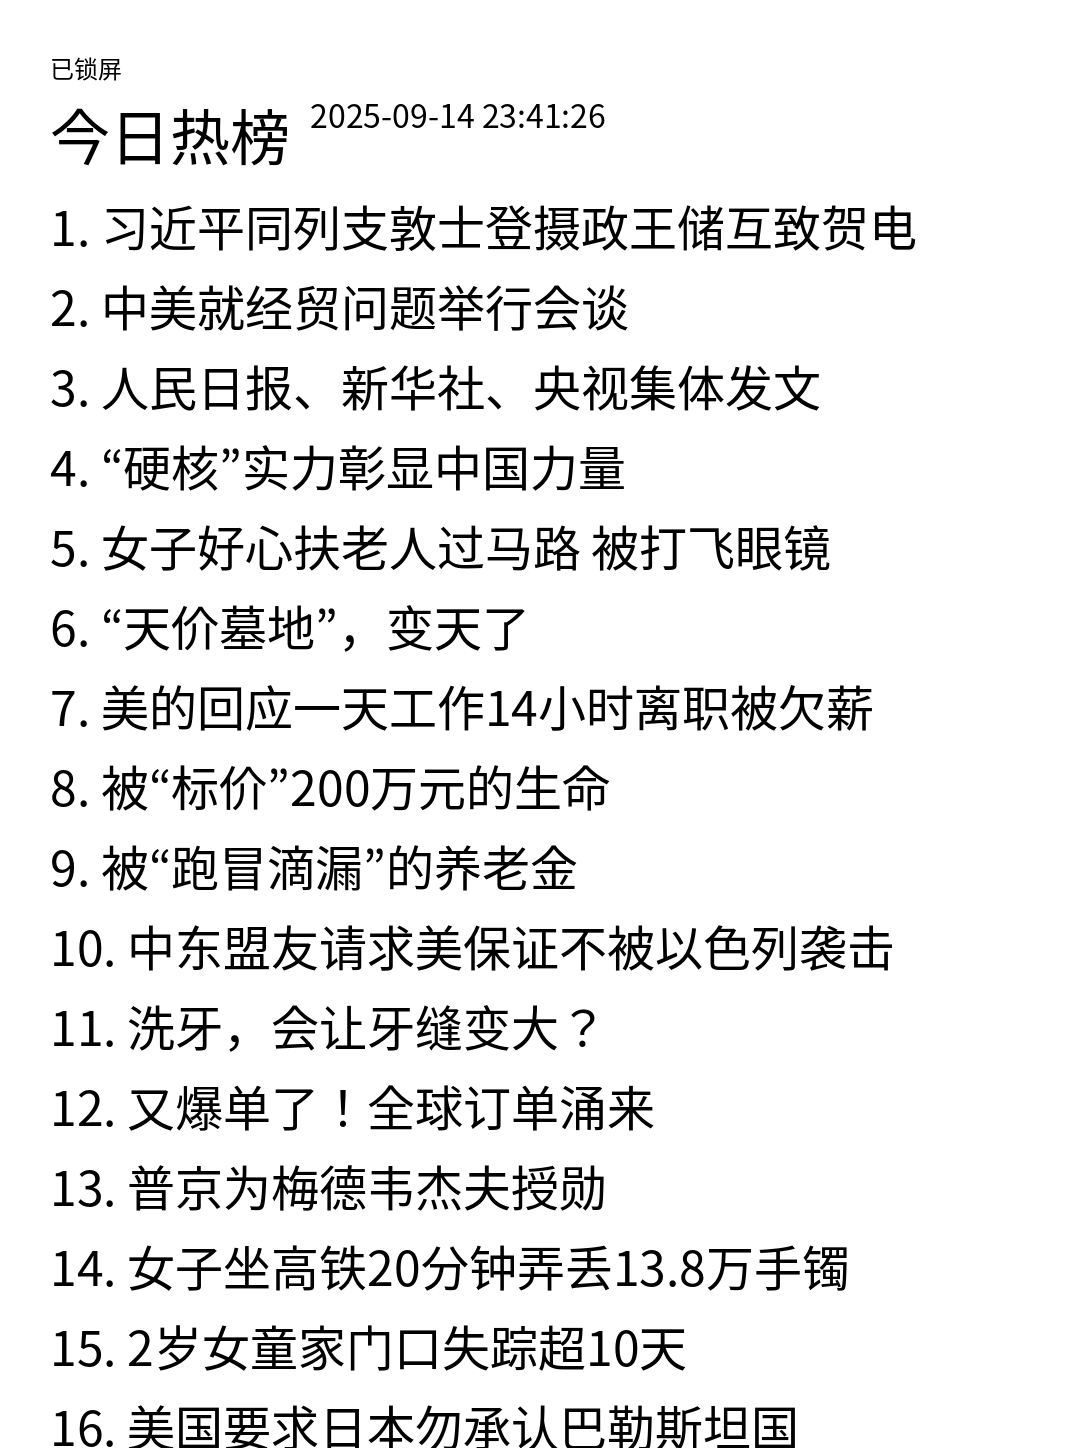 已锁屏
今日热榜 2025-09-14 23:41:26
1. 习近平同列支敦士登摄政王储互致贺电
2. 中美就经贸问题举行会谈
3. 人民日报、新华社、央视集体发文
4. “硬核”实力彰显中国力量
5. 女子好心扶老人过马路 被打飞眼镜
6. “天价墓地”，变天了
7. 美的回应一天工作14小时离职被欠薪
8. 被“标价”200万元的生命
9. 被“跑冒滴漏”的养老金
10. 中东盟友请求美保证不被以色列袭击
11. 洗牙，会让牙缝变大？
12. 又爆单了！全球订单涌来
13. 普京为梅德韦杰夫授勋
14. 女子坐高铁20分钟弄丢13.8万手镯
15. 2岁女童家门口失踪超10天
16. 美国要求日本勿承认巴勒斯坦国